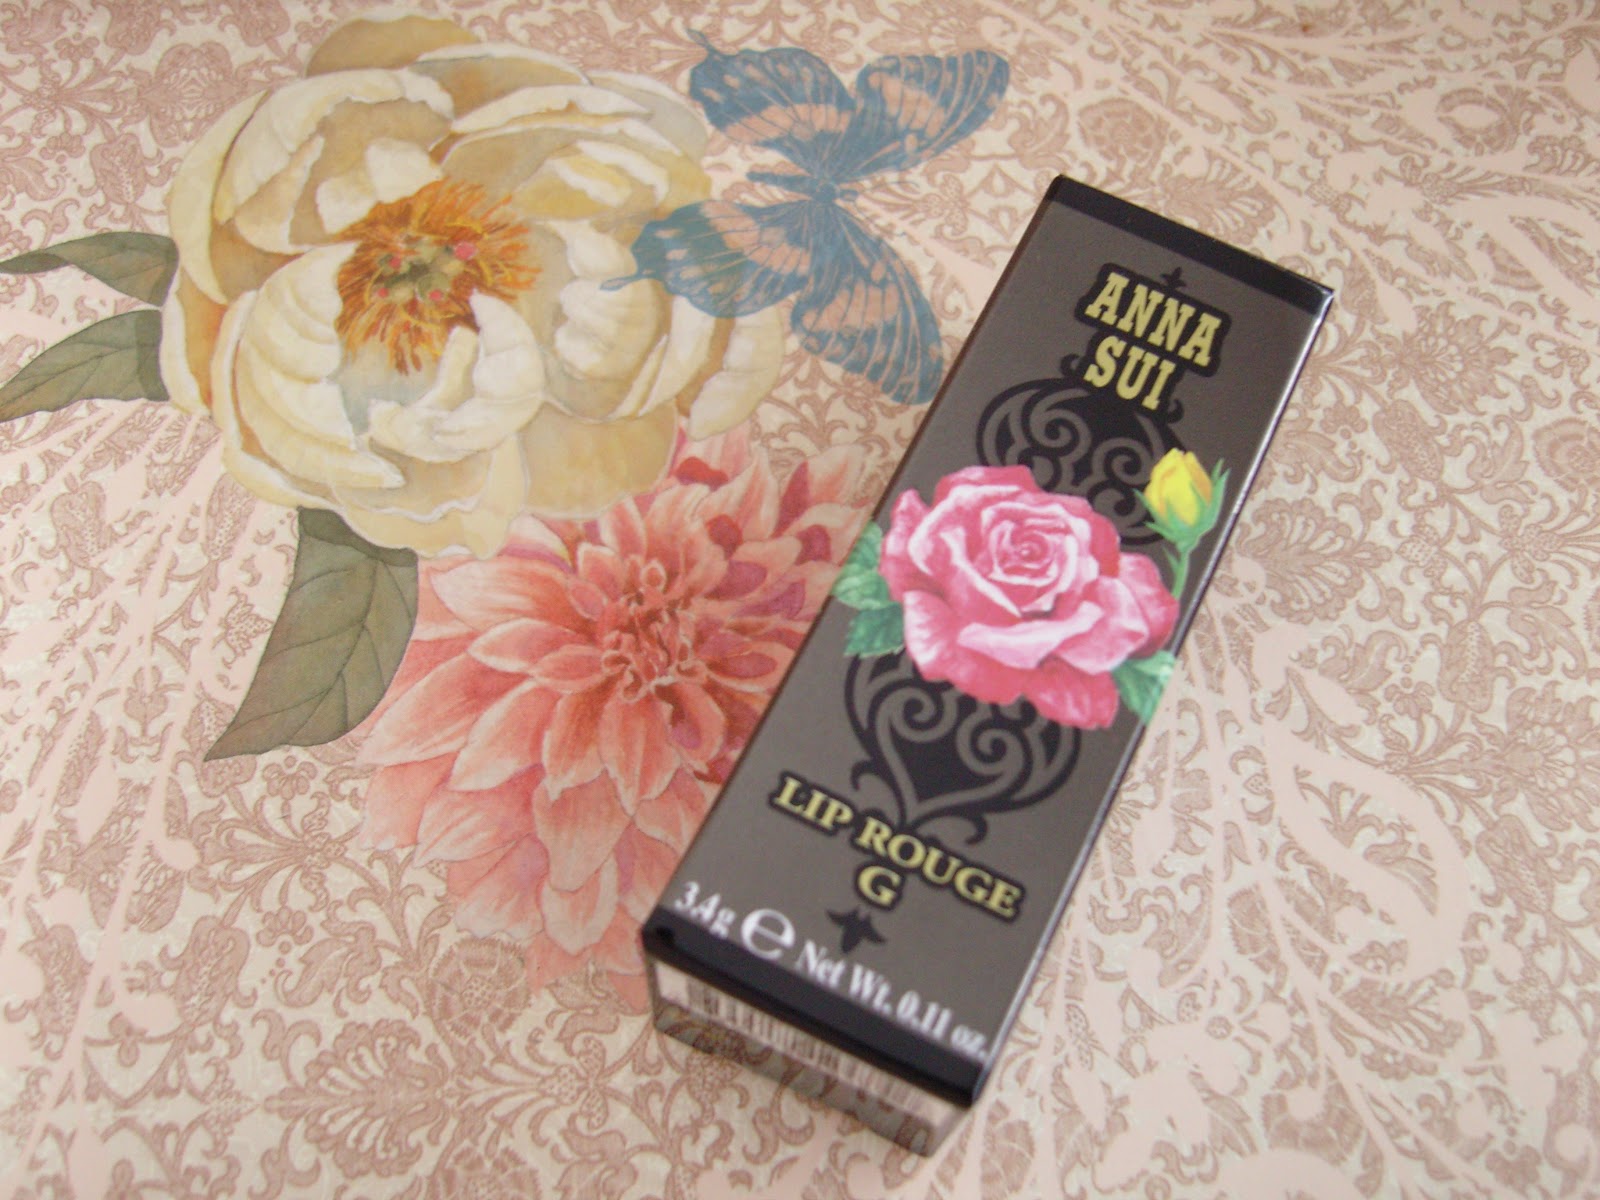 ANNA
SUI
LIP ROUGE
G
3.4g ℮ Net Wt. 0.11 oz.